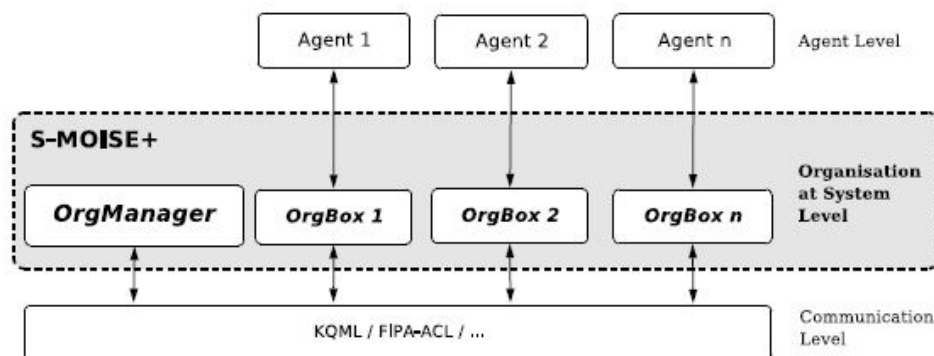 Agent 1
Agent 2
Agent n
Agent Level
S-MOISE+
Organisation
at System
Level
OrgManager
OrgBox 1
OrgBox 2
OrgBox n
KQML / FIPA-ACL / ...
Communication
Level